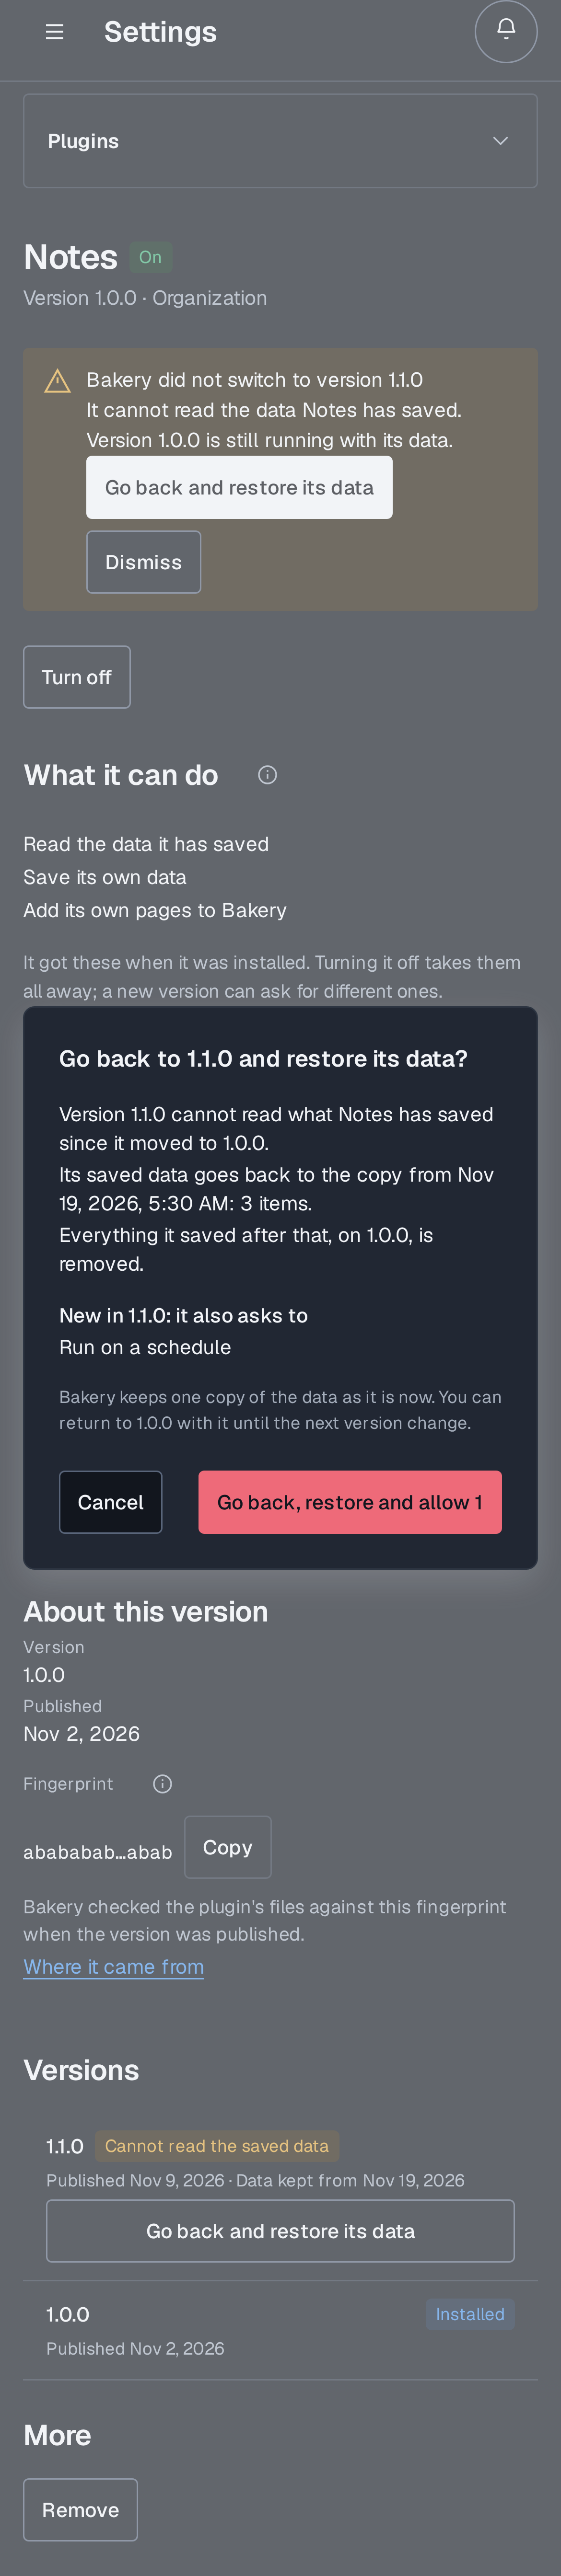 Settings
Plugins
Notes
On
Version 1.0.0 · Organization
Bakery did not switch to version 1.1.0
It cannot read the data Notes has saved.
Version 1.0.0 is still running with its data.
Go back and restore its data
Dismiss
Turn off
What it can do
Read the data it has saved
Save its own data
Add its own pages to Bakery
It got these when it was installed. Turning it off takes them
all away; a new version can ask for different ones.
Go back to 1.1.0 and restore its data?
Version 1.1.0 cannot read what Notes has saved
since it moved to 1.0.0.
Its saved data goes back to the copy from Nov
19, 2026, 5:30 AM: 3 items.
Everything it saved after that, on 1.0.0, is
removed.
New in 1.1.0: it also asks to
Run on a schedule
Bakery keeps one copy of the data as it is now. You can
return to 1.0.0 with it until the next version change.
Cancel
Go back, restore and allow 1
About this version
Version
1.0.0
Published
Nov 2, 2026
Fingerprint
abababab…abab
Copy
Bakery checked the plugin's files against this fingerprint
when the version was published.
Where it came from
Versions
1.1.0
Cannot read the saved data
Published Nov 9, 2026 · Data kept from Nov 19, 2026
Go back and restore its data
1.0.0
Installed
Published Nov 2, 2026
More
Remove